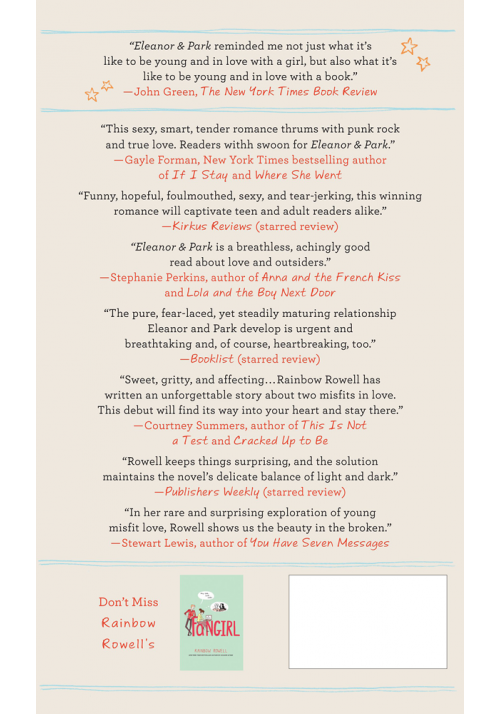 “Eleanor & Park reminded me not just what it’s
like to be young and in love with a girl, but also what it’s
like to be young and in love with a book.”
—John Green, The New York Times Book Review
“This sexy, smart, tender romance thrums with punk rock
and true love. Readers withh swoon for Eleanor & Park.”
—Gayle Forman, New York Times bestselling author
of If I Stay and Where She Went
“Funny, hopeful, foulmouthed, sexy, and tear-jerking, this winning
romance will captivate teen and adult readers alike.”
—Kirkus Reviews (starred review)
“Eleanor & Park is a breathless, achingly good
read about love and outsiders.”
—Stephanie Perkins, author of Anna and the French Kiss
and Lola and the Boy Next Door
“The pure, fear-laced, yet steadily maturing relationship
Eleanor and Park develop is urgent and
breathtaking and, of course, heartbreaking, too.”
—Booklist (starred review)
“Sweet, gritty, and affecting...Rainbow Rowell has
written an unforgettable story about two misfits in love.
This debut will find its way into your heart and stay there.”
—Courtney Summers, author of This Is Not
a Test and Cracked Up to Be
“Rowell keeps things surprising, and the solution
maintains the novel’s delicate balance of light and dark.”
—Publishers Weekly (starred review)
“In her rare and surprising exploration of young
misfit love, Rowell shows us the beauty in the broken.”
—Stewart Lewis, author of You Have Seven Messages
Don’t Miss
Rainbow
Rowell's
FANGIRL
RAINBOW ROWELL